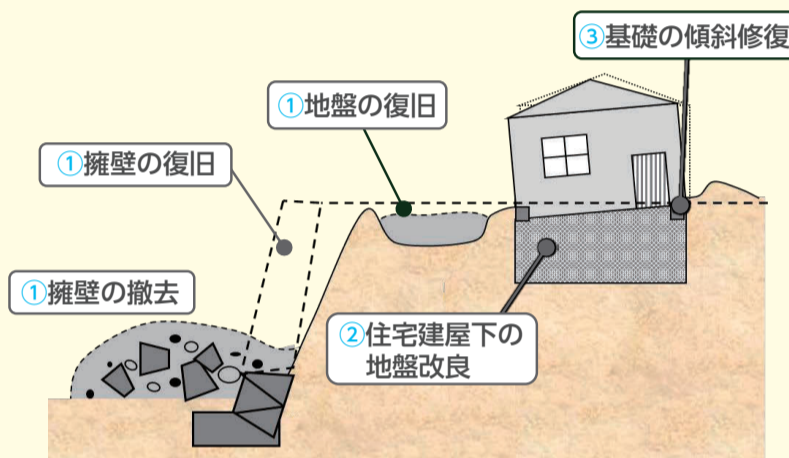 ③基礎の傾斜修復
①地盤の復旧
①擁壁の復旧
①擁壁の撤去
②住宅建屋下の
地盤改良